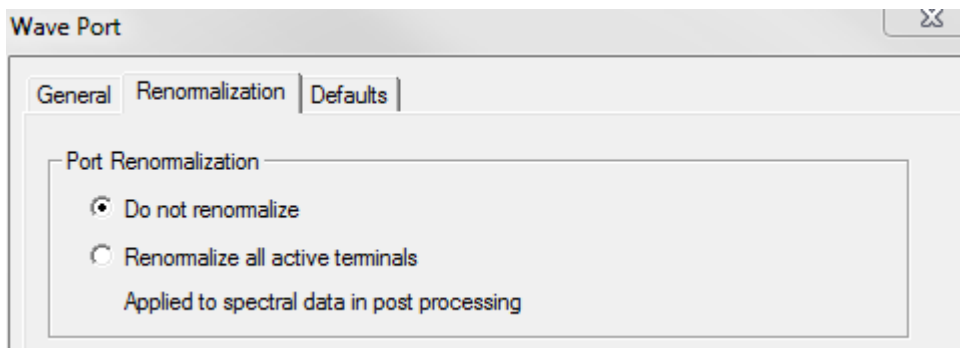 Wave Port
General Renormalization Defaults
Port Renormalization
Do not renormalize
Renormalize all active terminals
Applied to spectral data in post processing